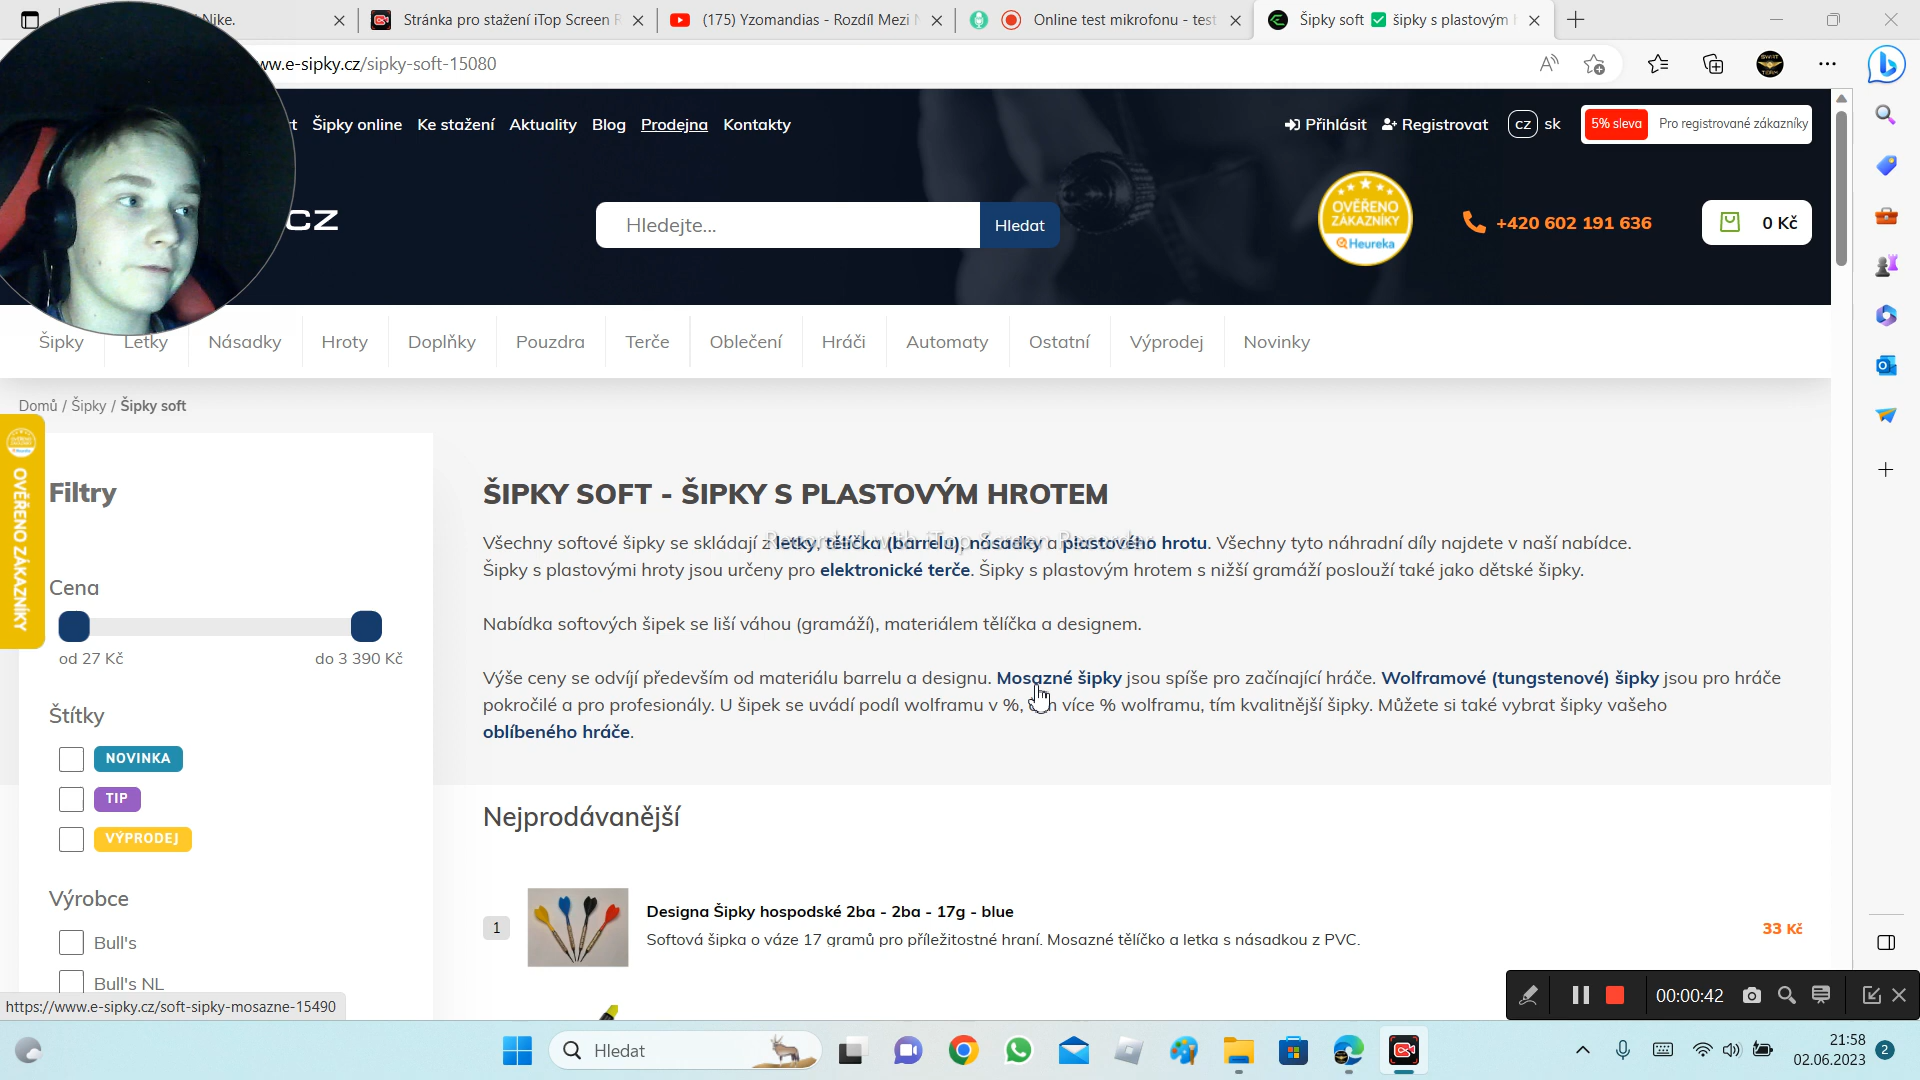 Nike.
Stránka pro stažení iTop Screen R
(175) Yzomandias - Rozdíl Mezi
Online test mikrofonu - test
Šipky soft ✅ šipky s plastovým
ww.e-sipky.cz/sipky-soft-15080
t Šipky online Ke stažení Aktuality Blog Prodejna Kontakty
Přihlásit Registrovat cz sk 5% sleva Pro registrované zákazníky
CZ
Hledejte... Hledat
OVĚŘENO ZÁKAZNÍKY Heureka
+420 602 191 636
0 Kč
Šipky Letky Násadky Hroty Doplňky Pouzdra Terče Oblečení Hráči Automaty Ostatní Výprodej Novinky
Domů / Šipky / Šipky soft
OVĚŘENO ZÁKAZNÍKY
Filtry
Cena
od 27 Kč do 3 390 Kč
Štítky
NOVINKA
TIP
VÝPRODEJ
Výrobce
Bull's
Bull's NL
ŠIPKY SOFT - ŠIPKY S PLASTOVÝM HROTEM
Recorded with iTop Screen Recorder
Všechny softové šipky se skládají z letky, tělíčka (barrelu), násadky a plastového hrotu. Všechny tyto náhradní díly najdete v naší nabídce.
Šipky s plastovými hroty jsou určeny pro elektronické terče. Šipky s plastovým hrotem s nižší gramáží poslouží také jako dětské šipky.
Nabídka softových šipek se liší váhou (gramáží), materiálem tělíčka a designem.
Výše ceny se odvíjí především od materiálu barrelu a designu. Mosazné šipky jsou spíše pro začínající hráče. Wolframové (tungstenové) šipky jsou pro hráče
pokročilé a pro profesionály. U šipek se uvádí podíl wolframu v %, více % wolframu, tím kvalitnější šipky. Můžete si také vybrat šipky vašeho
oblíbeného hráče.
Nejprodávanější
1
Designa Šipky hospodské 2ba - 2ba - 17g - blue
Softová šipka o váze 17 gramů pro příležitostné hraní. Mosazné tělíčko a letka s násadkou z PVC.
33 Kč
https://www.e-sipky.cz/soft-sipky-mosazne-15490
00:00:42
Hledat
21:58
02.06.2023
2